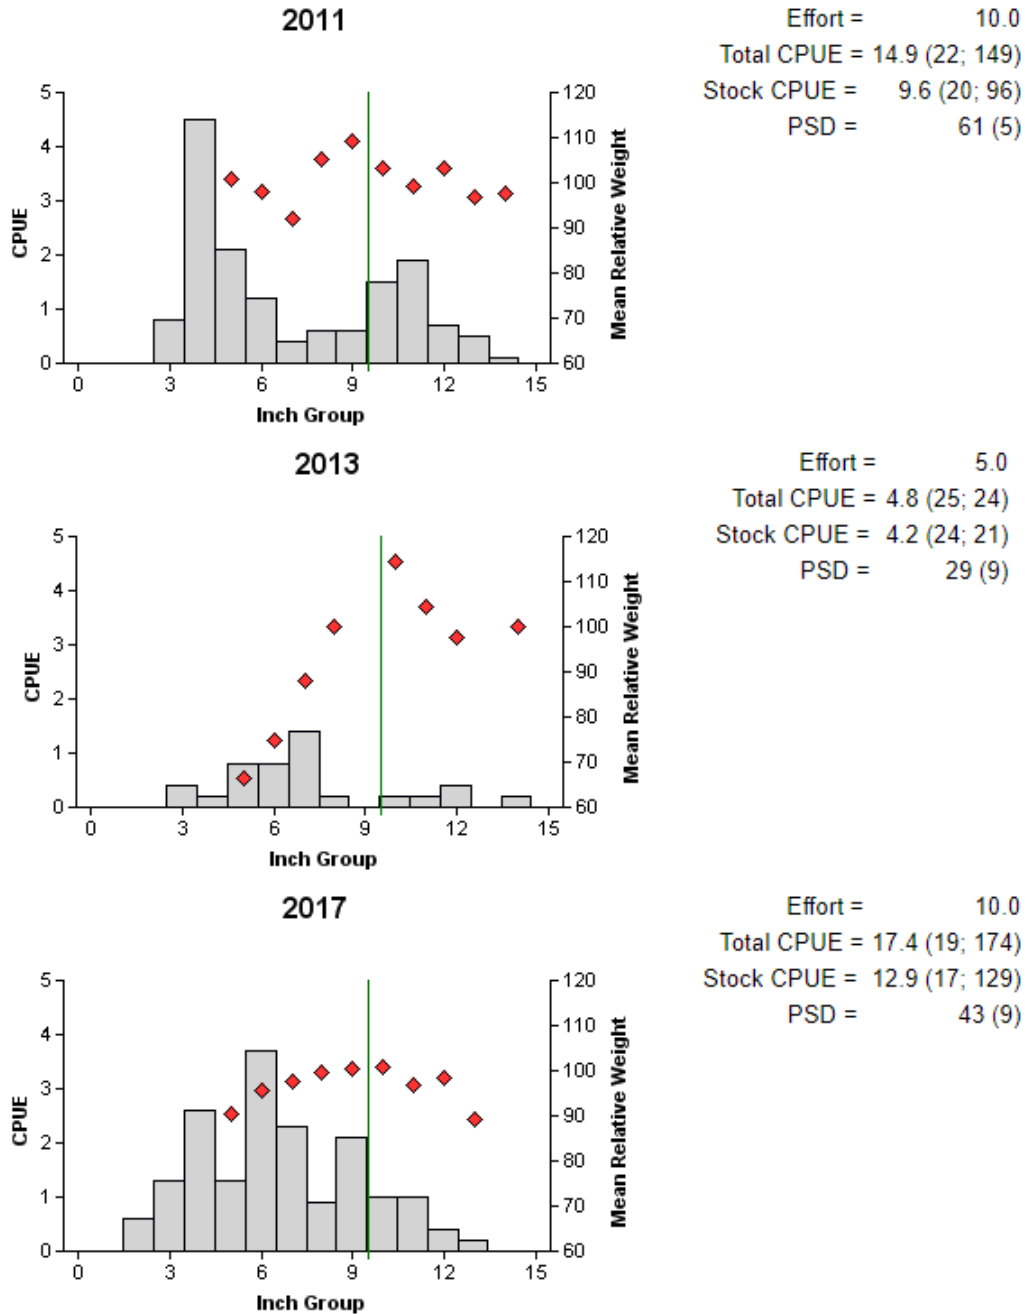 2011
Effort = 10.0
Total CPUE = 14.9 (22; 149)
Stock CPUE = 9.6 (20; 96)
PSD = 61 (5)
5
4
3
2
1
0
CPUE
120
110
100
90
80
70
60
Mean Relative Weight
0 3 6 9 12 15
Inch Group
2013
Effort = 5.0
Total CPUE = 4.8 (25; 24)
Stock CPUE = 4.2 (24; 21)
PSD = 29 (9)
5
4
3
2
1
0
CPUE
120
110
100
90
80
70
60
Mean Relative Weight
0 3 6 9 12 15
Inch Group
2017
Effort = 10.0
Total CPUE = 17.4 (19; 174)
Stock CPUE = 12.9 (17; 129)
PSD = 43 (9)
5
4
3
2
1
0
CPUE
120
110
100
90
80
70
60
Mean Relative Weight
0 3 6 9 12 15
Inch Group